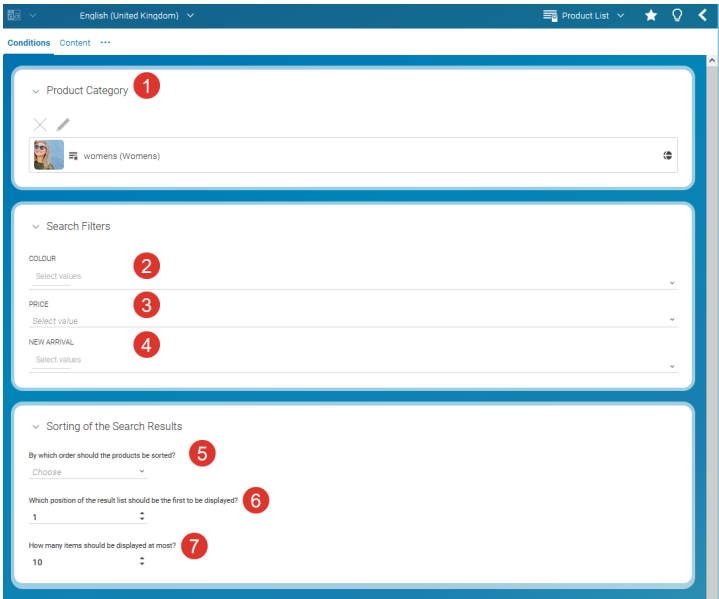 English (United Kingdom)
Product List
Conditions Content ...
Product Category 1
womens (Womens)
Search Filters
COLOUR
Select values
2
PRICE
3
Select value
NEW ARRIVAL
4
Select values
Sorting of the Search Results
By which order should the products be sorted?
5
Choose
Which position of the result list should be the first to be displayed?
6
1
How many items should be displayed at most?
7
10